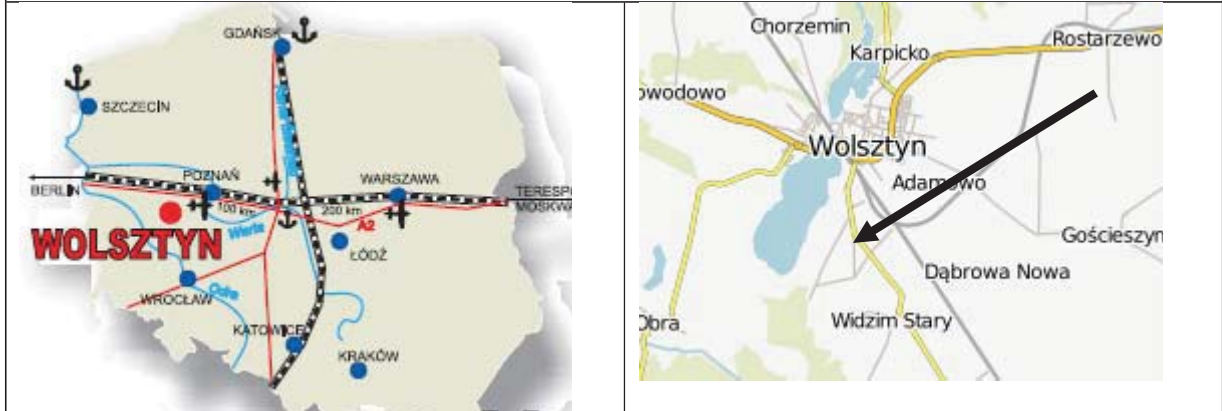 GDAŃSK
SZCZECIN
POZNAŃ
WARSZAWA
BERLIN
TERESPO
MOSKWA
100 km
200 km
A2
Warta
WOLSZTYN
ŁÓDŹ
WROCŁAW
Odra
KATOWICE
KRAKÓW
Chorzemin
Karpicko
Rostarzewo
owodowo
Wolsztyn
Adamowo
Gościeszyn
Dąbrowa Nowa
Obra
Widzim Stary